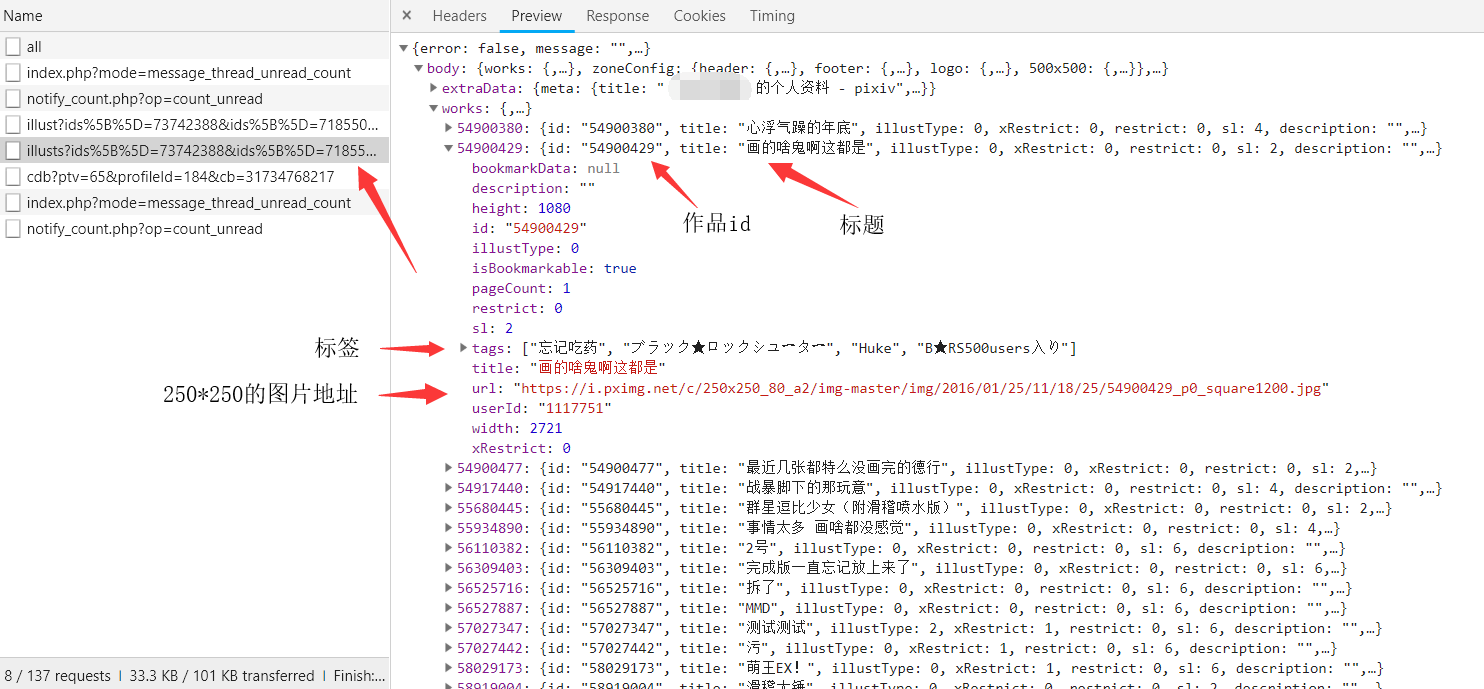 Name
× Headers Preview Response Cookies Timing
all
index.php?mode=message_thread_unread_count
notify_count.php?op=count_unread
illust?ids%5B%5D=73742388&ids%5B%5D=718550...
illusts?ids%5B%5D=73742388&ids%5B%5D=71855...
cdb?ptv=65&profileId=184&cb=31734768217
index.php?mode=message_thread_unread_count
notify_count.php?op=count_unread
▼{error: false, message: "",…}
▼body: {works: {,…}, zoneConfig: {header: {,…}, footer: {,…}, logo: {,…}, 500x500: {,…}},…}
▶extraData: {meta: {title: " 的个人资料 - pixiv",…}}
▼works: {,…}
▶54900380: {id: "54900380", title: "心浮气躁的年底", illustType: 0, xRestrict: 0, restrict: 0, sl: 4, description: "",…}
▼54900429: {id: "54900429", title: "画的啥鬼啊这都是", illustType: 0, xRestrict: 0, restrict: 0, sl: 2, description: "",…}
bookmarkData: null
description: ""
height: 1080
id: "54900429"
作品id
标题
illustType: 0
isBookmarkable: true
pageCount: 1
restrict: 0
sl: 2
标签
▶tags: ["忘记吃药", "ブラック★ロックシューター", "Huke", "B★RS500users入り"]
title: "画的啥鬼啊这都是"
250*250的图片地址
url: "https://i.pximg.net/c/250x250_80_a2/img-master/img/2016/01/25/11/18/25/54900429_p0_square1200.jpg"
userId: "1117751"
width: 2721
xRestrict: 0
▶54900477: {id: "54900477", title: "最近几张都特么没画完的德行", illustType: 0, xRestrict: 0, restrict: 0, sl: 2,…}
▶54917440: {id: "54917440", title: "战暴脚下的那玩意", illustType: 0, xRestrict: 0, restrict: 0, sl: 4, description: "",…}
▶55680445: {id: "55680445", title: "群星逗比少女（附滑稽喷水版）", illustType: 0, xRestrict: 0, restrict: 0, sl: 2,…}
▶55934890: {id: "55934890", title: "事情太多 画啥都没感觉", illustType: 0, xRestrict: 0, restrict: 0, sl: 4,…}
▶56110382: {id: "56110382", title: "2号", illustType: 0, xRestrict: 0, restrict: 0, sl: 6, description: "",…}
▶56309403: {id: "56309403", title: "完成版一直忘记放上来了", illustType: 0, xRestrict: 0, restrict: 0, sl: 6,…}
▶56525716: {id: "56525716", title: "拆了", illustType: 0, xRestrict: 0, restrict: 0, sl: 6, description: "",…}
▶56527887: {id: "56527887", title: "MMD", illustType: 0, xRestrict: 0, restrict: 0, sl: 6, description: "",…}
▶57027347: {id: "57027347", title: "测试测试", illustType: 2, xRestrict: 1, restrict: 0, sl: 6, description: "",…}
▶57027442: {id: "57027442", title: "污", illustType: 0, xRestrict: 1, restrict: 0, sl: 6, description: "",…}
▶58029173: {id: "58029173", title: "萌王EX！", illustType: 0, xRestrict: 1, restrict: 0, sl: 6, description: "",…}
▶58919004: {id: "58919004", title: "滑稽大锤", illustType: 0, xRestrict: 0, restrict: 0, sl: 2, description: "",…}
8 / 137 requests | 33.3 KB / 101 KB transferred | Finish:...